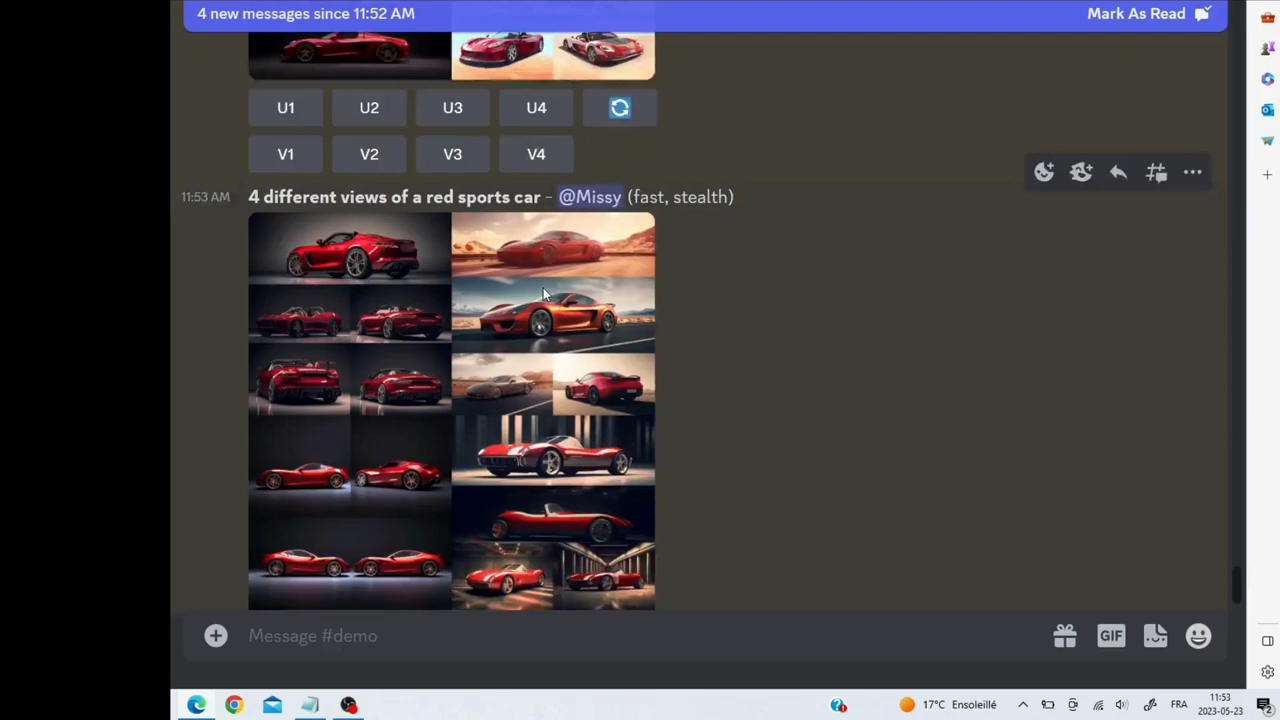 4 new messages since 11:52 AM
Mark As Read
U1
U2
U3
U4
V1
V2
V3
V4
11:53 AM
4 different views of a red sports car - @Missy (fast, stealth)
Message #demo
GIF
17°C Ensoleillé
FRA
11:53
2023-05-23
2